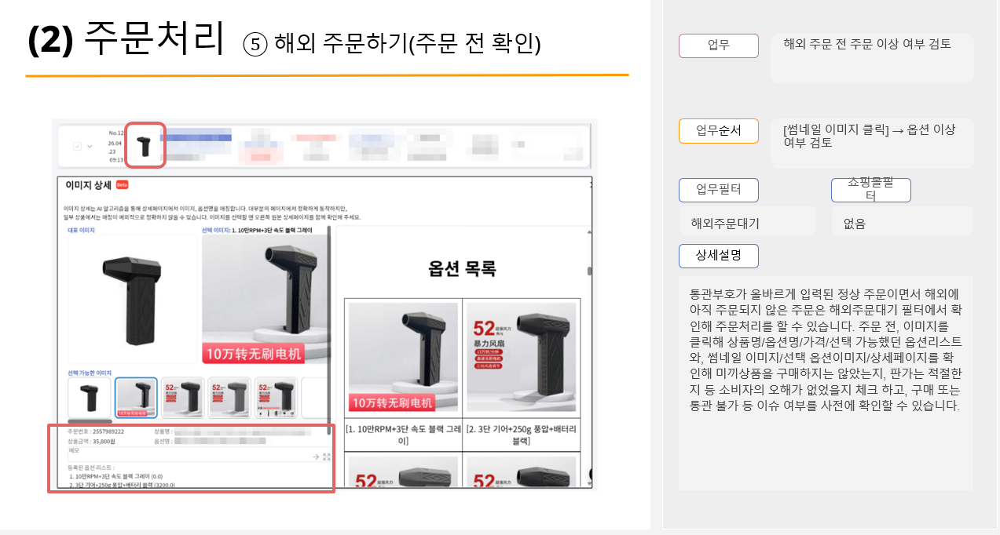 (2) 주문처리 ⑤ 해외 주문하기(주문 전 확인)
No.12
26.04
.23
09:13
이미지 상세 Beta
이미지 상세는 AI 알고리즘을 통해 상세페이지에서 이미지, 옵션명을 매칭합니다. 대부분의 페이지에서 정확하게 동작하지만,
일부 상품에서는 매칭이 예외적으로 정확하지 않을 수 있습니다. 이미지를 선택할 땐 오른쪽 원본 상세페이지를 함께 확인해 주세요.
대표 이미지
선택 이미지: 1. 10만RPM+3단 속도 블랙 그레이
10万转无刷电机
선택 가능한 이미지
10万转无刷电机
52
52
52
주문번호 : 2557989222
상품명 :
상품금액 : 35,800원
옵션명 :
메모
등록된 옵션 리스트 :
1. 10만RPM+3단 속도 블랙 그레이 (0.0)
2. 3단 기어+250g 풍압+배터리 블랙 (3200.0)
옵션 목록
10万转无刷电机
52 超强风力
暴力风扇
[1. 10만RPM+3단 속도 블랙 그레
이]
[2. 3단 기어+250g 풍압+배터리
블랙]
52 超强风力
52 超强风力
업무
해외 주문 전 주문 이상 여부 검토
업무순서
[썸네일 이미지 클릭] → 옵션 이상
여부 검토
업무필터
쇼핑몰필
터
해외주문대기
없음
상세설명
통관부호가 올바르게 입력된 정상 주문이면서 해외에
아직 주문되지 않은 주문은 해외주문대기 필터에서 확
인해 주문처리를 할 수 있습니다. 주문 전, 이미지를
클릭해 상품명/옵션명/가격/선택 가능했던 옵션리스트
와, 썸네일 이미지/선택 옵션이미지/상세페이지를 확
인해 미끼상품을 구매하지는 않았는지, 판가는 적절한
지 등 소비자의 오해가 없었을지 체크 하고, 구매 또는
통관 불가 등 이슈 여부를 사전에 확인할 수 있습니다.